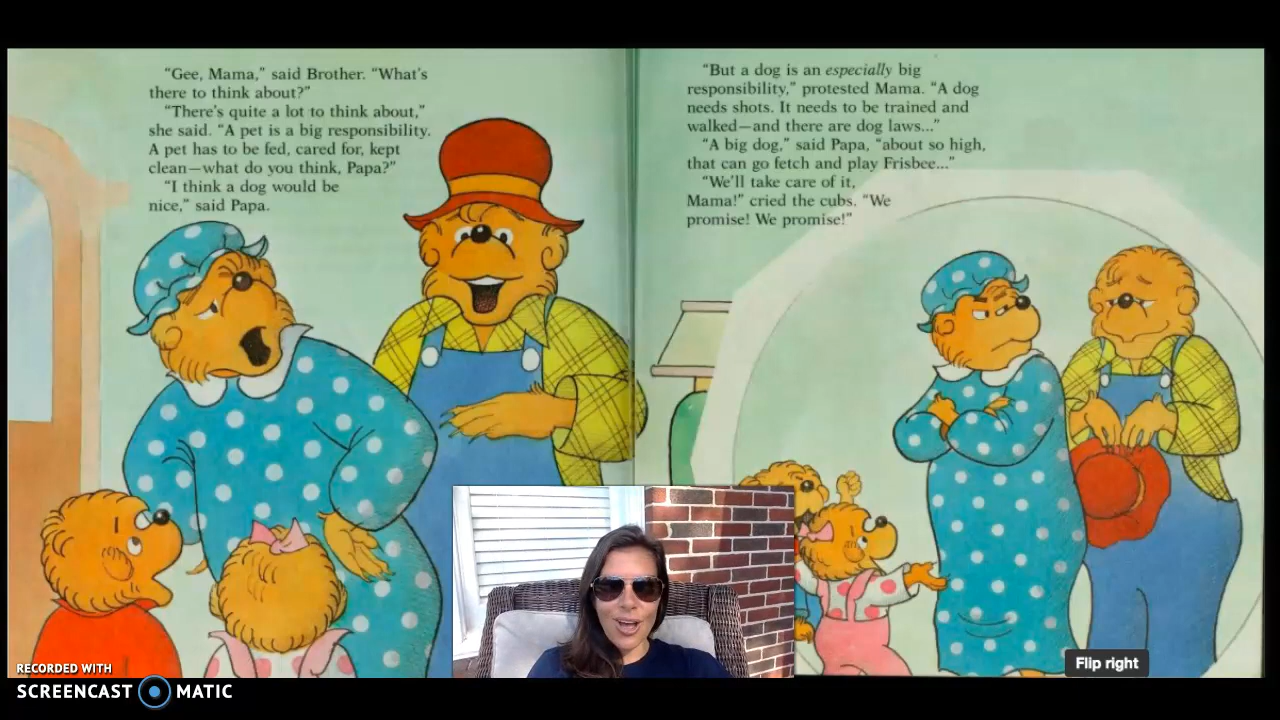 "Gee, Mama," said Brother. "What's
there to think about?"
"There's quite a lot to think about,"
she said. "A pet is a big responsibility.
A pet has to be fed, cared for, kept
clean—what do you think, Papa?"
"I think a dog would be
nice," said Papa.
"But a dog is an especially big
responsibility," protested Mama. "A dog
needs shots. It needs to be trained and
walked—and there are dog laws..."
"A big dog," said Papa, "about so high,
that can go fetch and play Frisbee..."
"We'll take care of it,
Mama!" cried the cubs. "We
promise! We promise!"
Flip right
RECORDED WITH
SCREENCAST MATIC